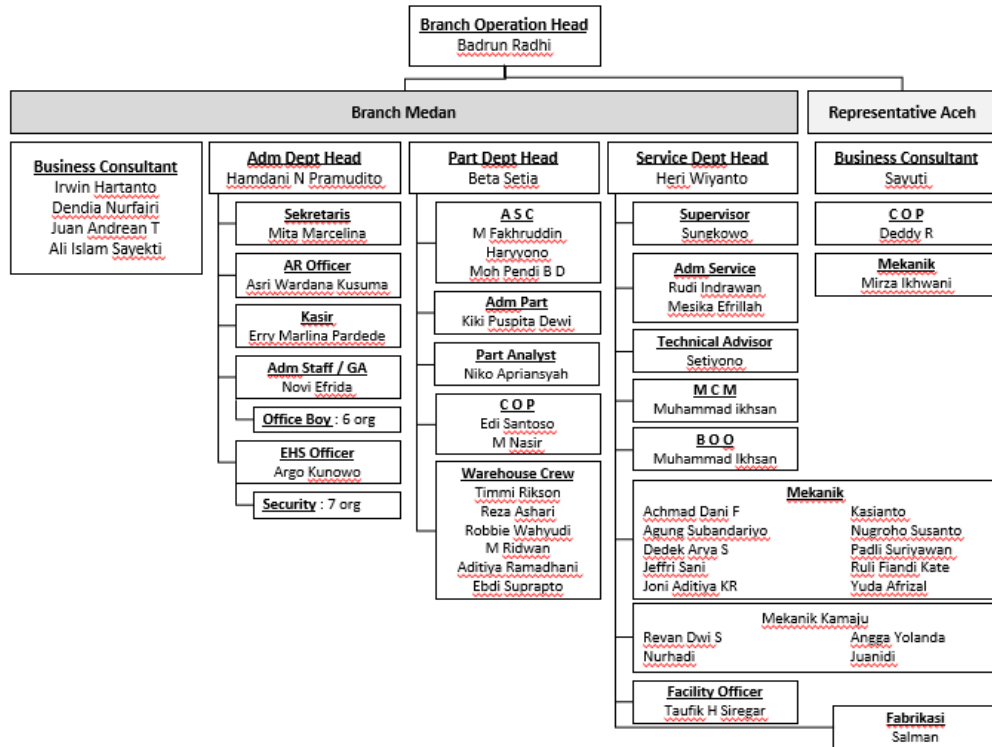 Branch Operation Head
Badrun Radhi
Branch Medan
Representative Aceh
Business Consultant
Irwin Hartanto
Dendia Nurfajri
Juan Andrean T
Ali Islam Sayekti
Adm Dept Head
Hamdani N Pramudito
Sekretaris
Mita Marcelina
AR Officer
Asri Wardana Kusuma
Kasir
Erry Marlina Pardede
Adm Staff / GA
Novi Efrida
Office Boy : 6 org
EHS Officer
Argo Kunowo
Security : 7 org
Part Dept Head
Beta Setia
A S C
M Fakhruddin
Haryyono
Moh Pendi B D
Adm Part
Kiki Puspita Dewi
Part Analyst
Niko Apriansyah
C O P
Edi Santoso
M Nasir
Warehouse Crew
Timmi Rikson
Reza Ashari
Robbie Wahyudi
M Ridwan
Aditiya Ramadhani
Ebdi Suprapto
Service Dept Head
Heri Wiyanto
Supervisor
Sungkowo
Adm Service
Rudi Indrawan
Mesika Efrillah
Technical Advisor
Setiyono
M C M
Muhammad ikhsan
B O O
Muhammad Ikhsan
Mekanik
Achmad Dani F
Agung Subandariyo
Dedek Arya S
Jeffri Sani
Joni Aditiya KR
Kasianto
Nugroho Susanto
Padli Suriyawan
Ruli Fiandi Kate
Yuda Afrizal
Mekanik Kamaju
Revan Dwi S
Nurhadi
Angga Yolanda
Juanidi
Facility Officer
Taufik H Siregar
Fabrikasi
Salman
Business Consultant
Sayuti
C O P
Deddy R
Mekanik
Mirza Ikhwani